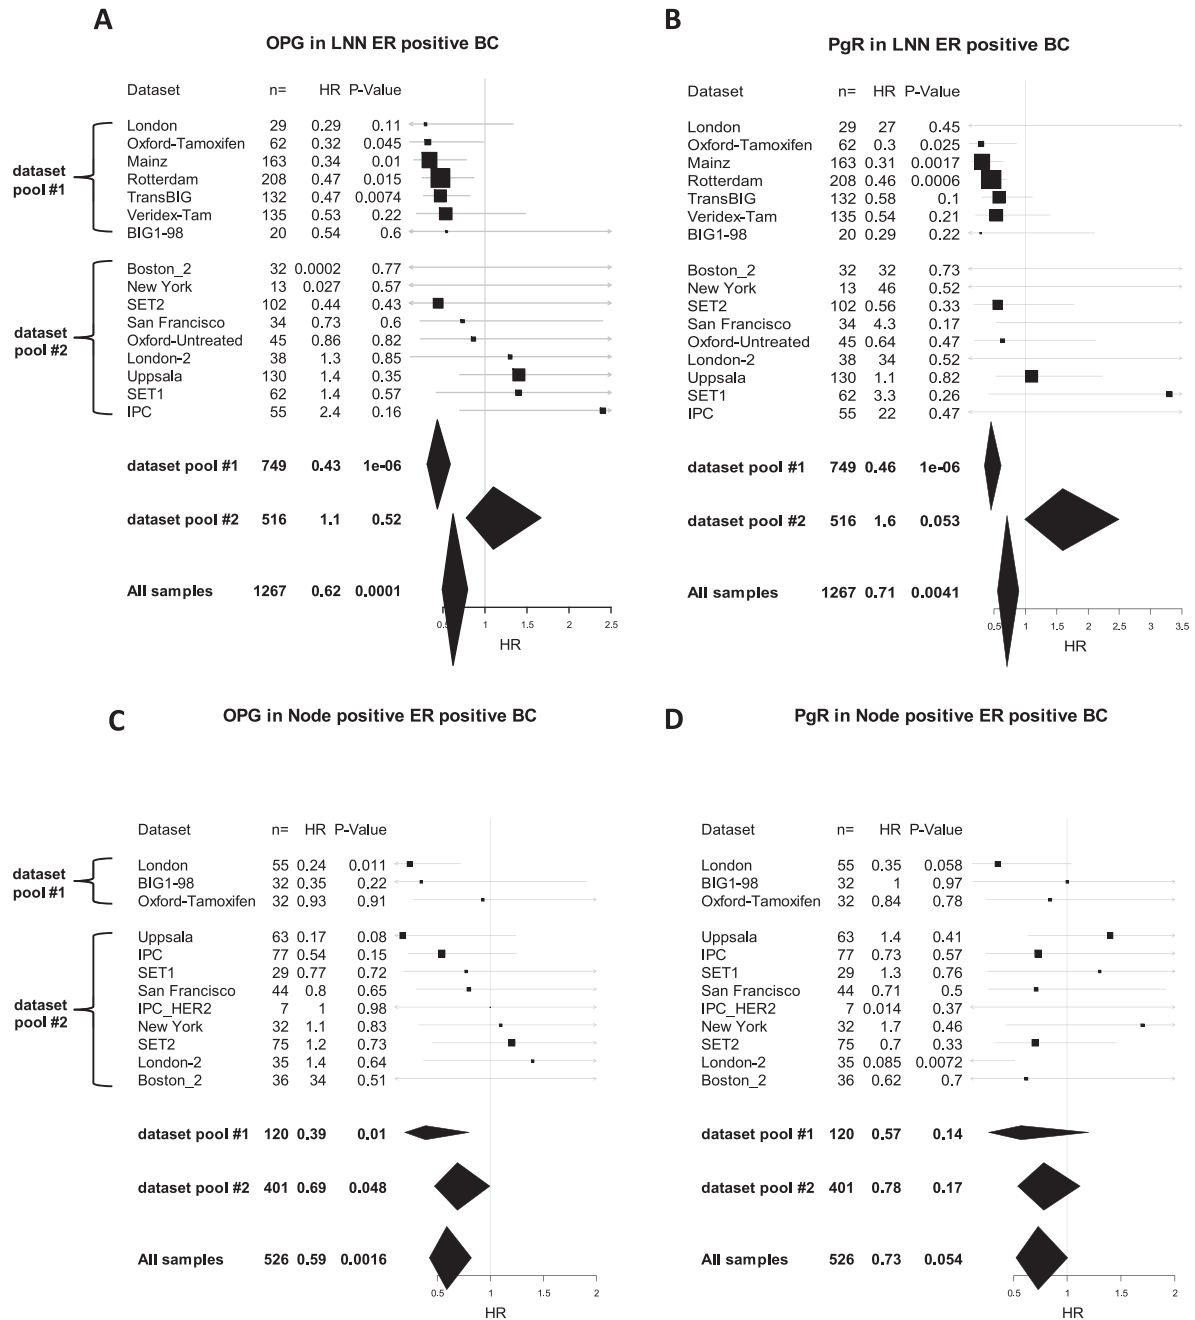 A
OPG in LNN ER positive BC
Dataset n= HR P-Value
dataset pool #1
London 29 0.29 0.11
Oxford-Tamoxifen 62 0.32 0.045
Mainz 163 0.34 0.01
Rotterdam 208 0.47 0.015
TransBIG 132 0.47 0.0074
Veridex-Tam 135 0.53 0.22
BIG1-98 20 0.54 0.6
dataset pool #2
Boston_2 32 0.0002 0.77
New York 13 0.027 0.57
SET2 102 0.44 0.43
San Francisco 34 0.73 0.6
Oxford-Untreated 45 0.86 0.82
London-2 38 1.3 0.85
Uppsala 130 1.4 0.35
SET1 62 1.4 0.57
IPC 55 2.4 0.16
dataset pool #1 749 0.43 1e-06
dataset pool #2 516 1.1 0.52
All samples 1267 0.62 0.0001
0.5 1 1.5 2 2.5
HR
B
PgR in LNN ER positive BC
Dataset n= HR P-Value
London 29 27 0.45
Oxford-Tamoxifen 62 0.3 0.025
Mainz 163 0.31 0.0017
Rotterdam 208 0.46 0.0006
TransBIG 132 0.58 0.1
Veridex-Tam 135 0.54 0.21
BIG1-98 20 0.29 0.22
Boston_2 32 32 0.73
New York 13 46 0.52
SET2 102 0.56 0.33
San Francisco 34 4.3 0.17
Oxford-Untreated 45 0.64 0.47
London-2 38 34 0.52
Uppsala 130 1.1 0.82
SET1 62 3.3 0.26
IPC 55 22 0.47
dataset pool #1 749 0.46 1e-06
dataset pool #2 516 1.6 0.053
All samples 1267 0.71 0.0041
0.5 1 1.5 2 2.5 3 3.5
HR
C
OPG in Node positive ER positive BC
Dataset n= HR P-Value
dataset pool #1
London 55 0.24 0.011
BIG1-98 32 0.35 0.22
Oxford-Tamoxifen 32 0.93 0.91
dataset pool #2
Uppsala 63 0.17 0.08
IPC 77 0.54 0.15
SET1 29 0.77 0.72
San Francisco 44 0.8 0.65
IPC_HER2 7 1 0.98
New York 32 1.1 0.83
SET2 75 1.2 0.73
London-2 35 1.4 0.64
Boston_2 36 34 0.51
dataset pool #1 120 0.39 0.01
dataset pool #2 401 0.69 0.048
All samples 526 0.59 0.0016
0.5 1 1.5 2
HR
D
PgR in Node positive ER positive BC
Dataset n= HR P-Value
London 55 0.35 0.058
BIG1-98 32 1 0.97
Oxford-Tamoxifen 32 0.84 0.78
Uppsala 63 1.4 0.41
IPC 77 0.73 0.57
SET1 29 1.3 0.76
San Francisco 44 0.71 0.5
IPC_HER2 7 0.014 0.37
New York 32 1.7 0.46
SET2 75 0.7 0.33
London-2 35 0.085 0.0072
Boston_2 36 0.62 0.7
dataset pool #1 120 0.57 0.14
dataset pool #2 401 0.78 0.17
All samples 526 0.73 0.054
0.5 1 1.5 2
HR